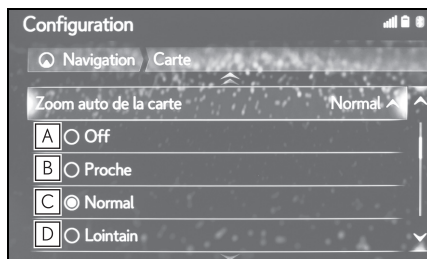 Configuration
Navigation Carte
Zoom auto de la carte Normal
A Off
B Proche
C Normal
D Lointain